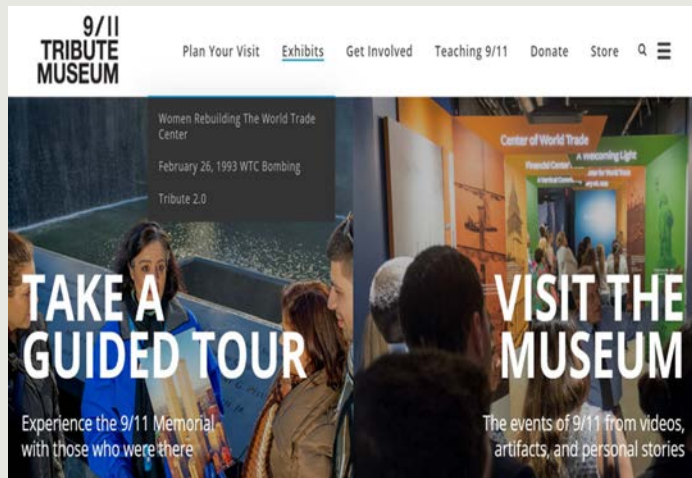 9/11
TRIBUTE
MUSEUM
Plan Your Visit
Exhibits
Get Involved
Teaching 9/11
Donate
Store
Women Rebuilding The World Trade
Center
February 26, 1993 WTC Bombing
Tribute 2.0
Center of World Trade
A Welcoming Light
Financial Center
TAKE A
GUIDED TOUR
Experience the 9/11 Memorial
with those who were there
VISIT THE
MUSEUM
The events of 9/11 from videos,
artifacts, and personal stories